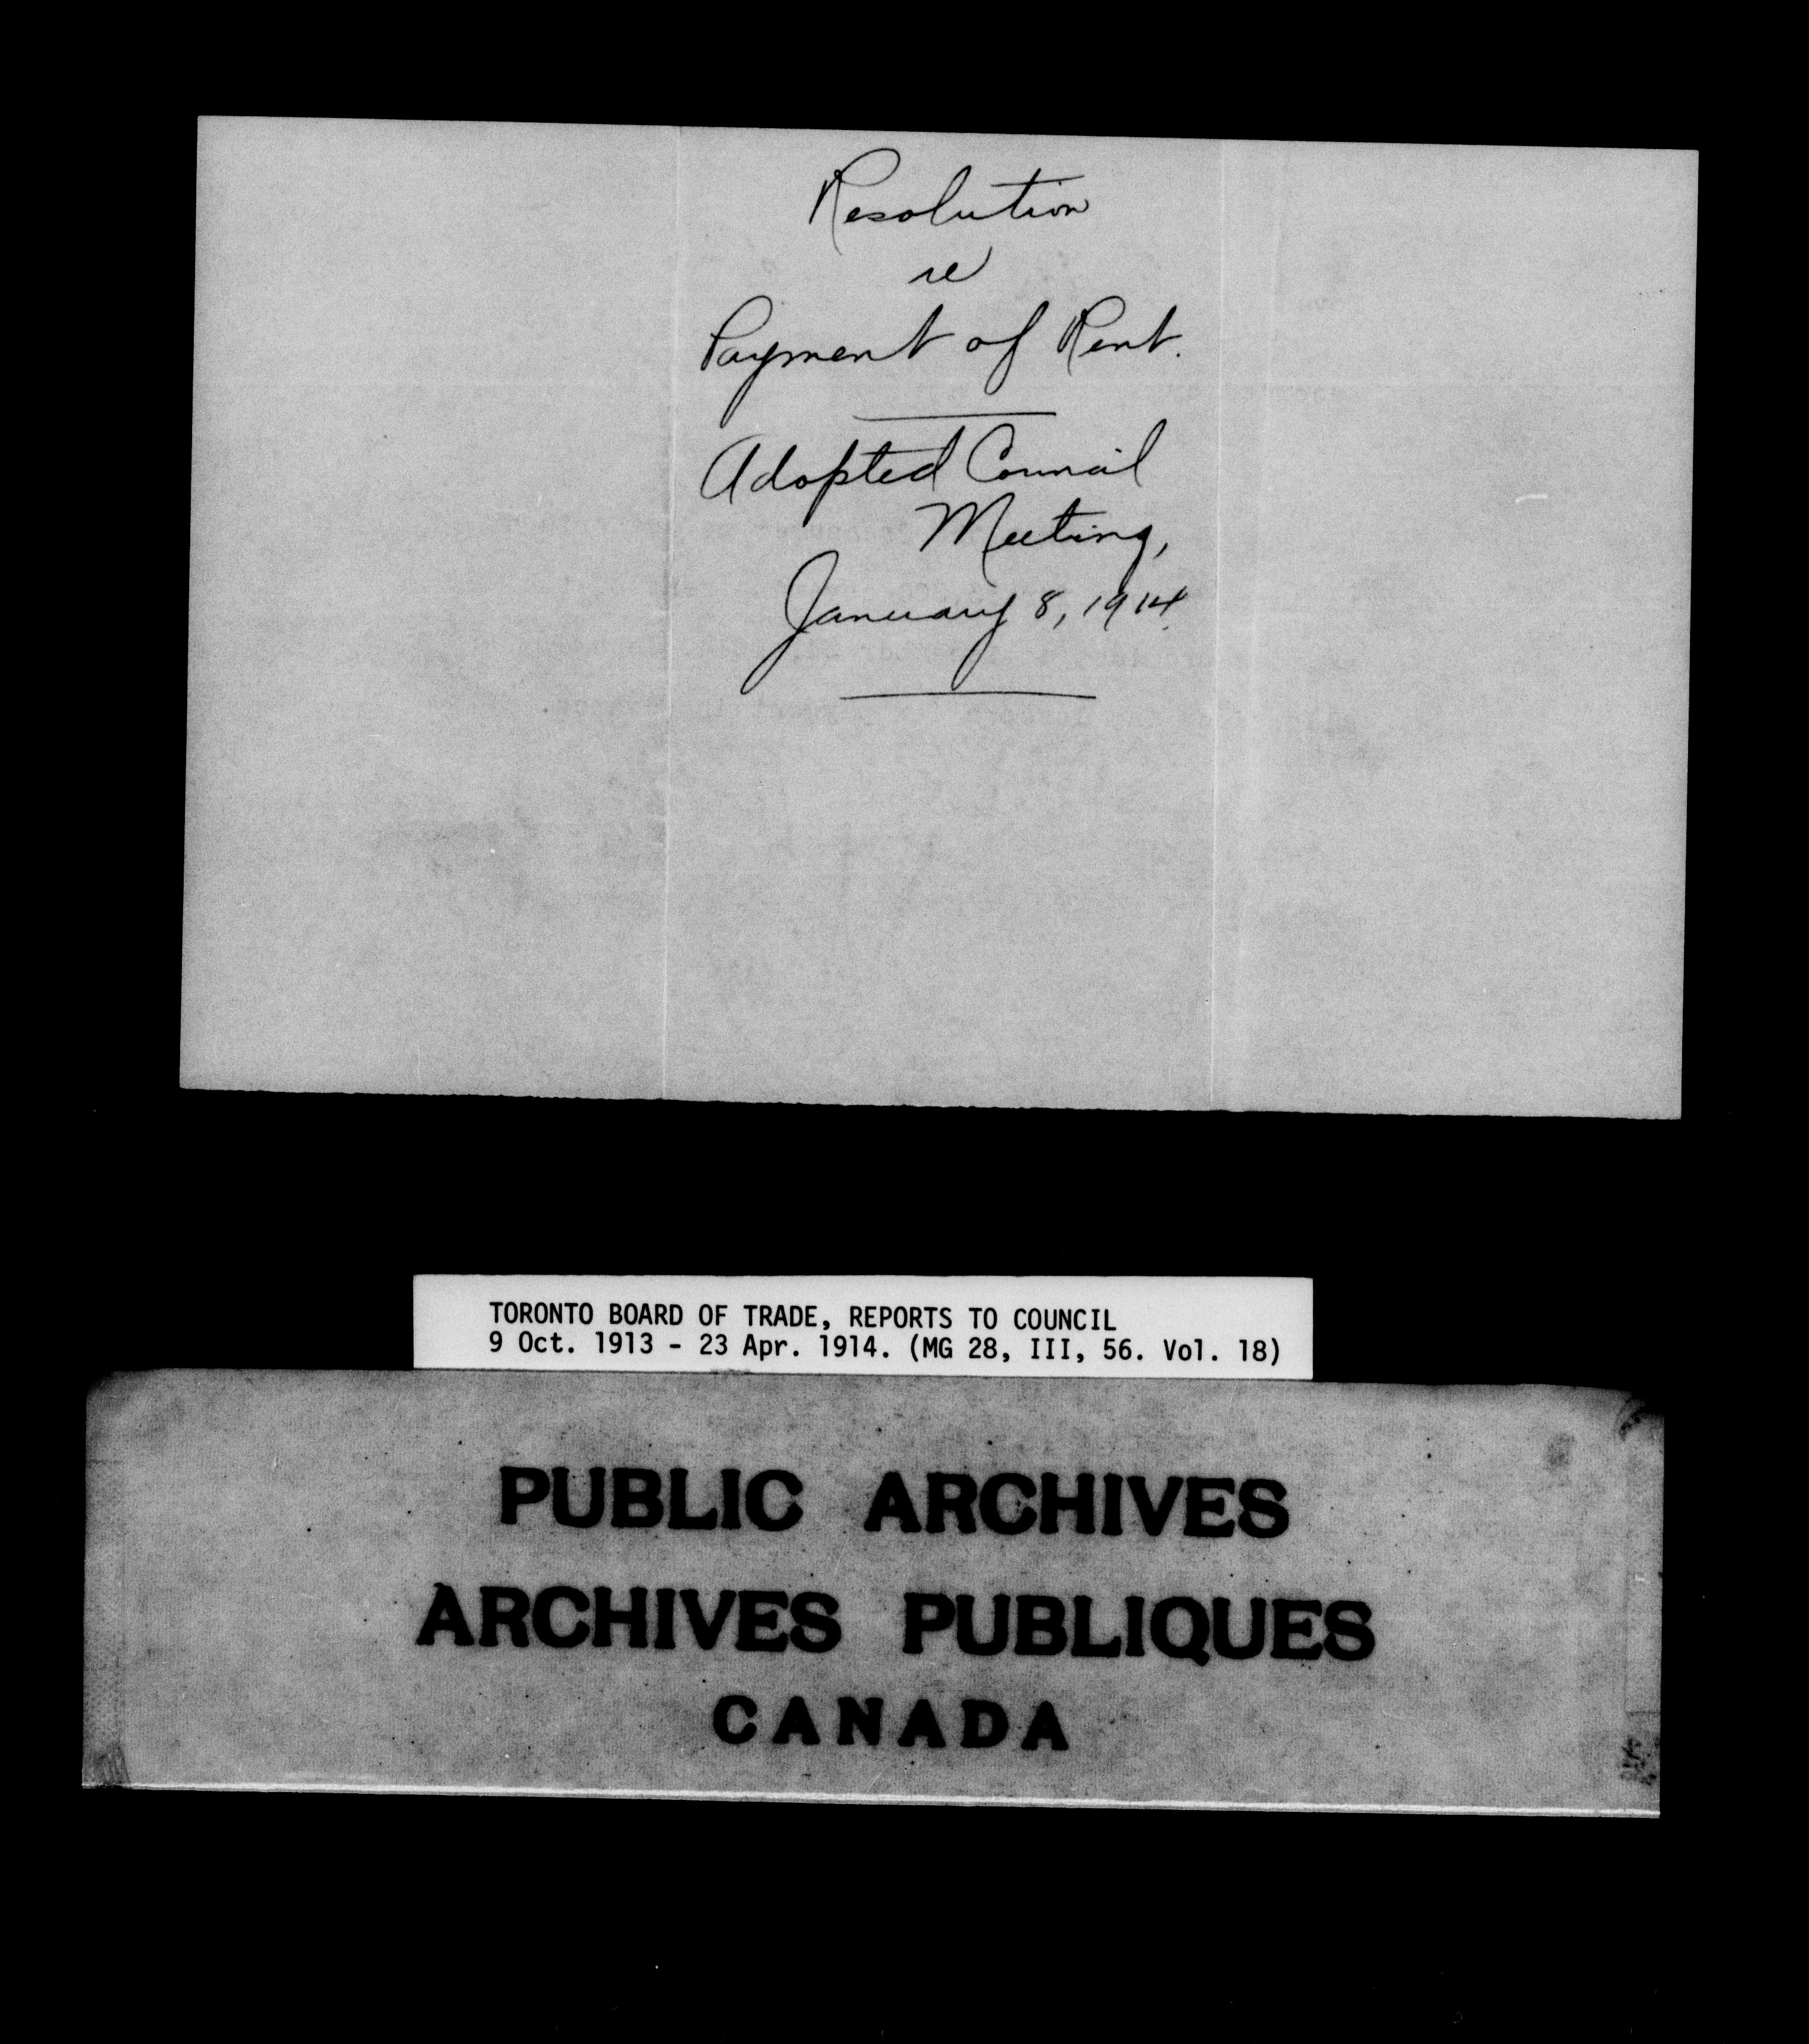 Resolution
re
Payment of Rent.
Adopted Council
Meeting,
January 8, 1914
TORONTO BOARD OF TRADE, REPORTS TO COUNCIL
9 Oct. 1913 - 23 Apr. 1914. (MG 28, III, 56. Vol. 18)
PUBLIC ARCHIVES
ARCHIVES PUBLIQUES
CANADA